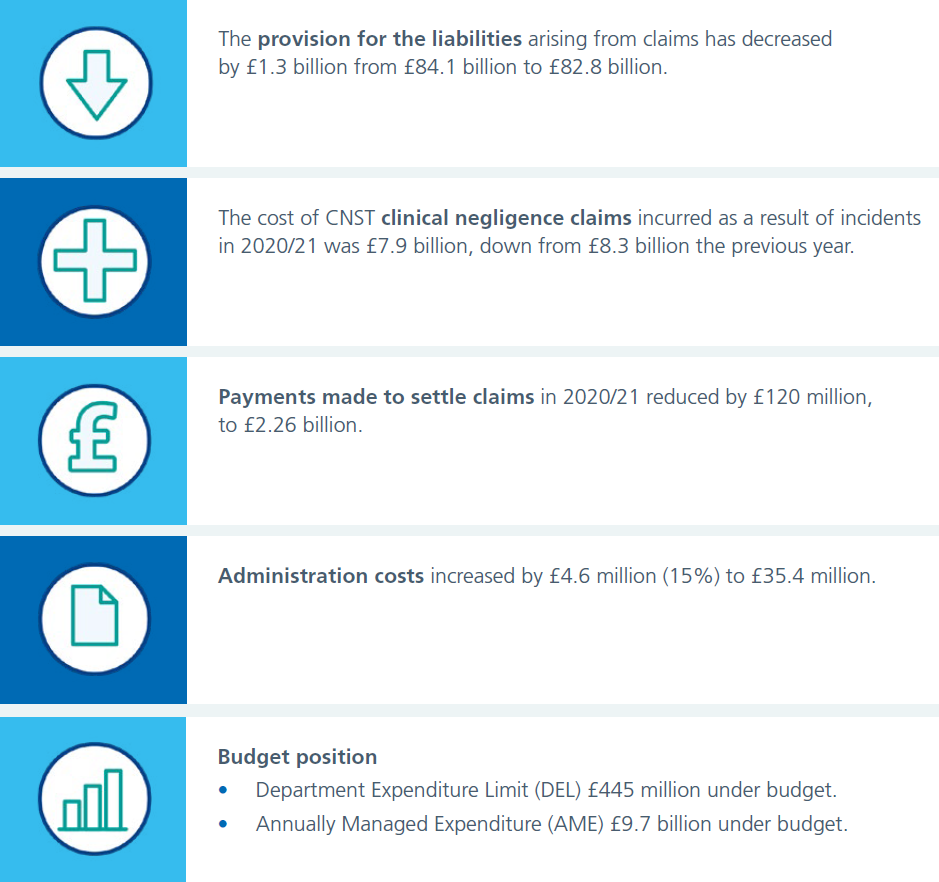 The provision for the liabilities arising from claims has decreased
by £1.3 billion from £84.1 billion to £82.8 billion.
The cost of CNST clinical negligence claims incurred as a result of incidents
in 2020/21 was £7.9 billion, down from £8.3 billion the previous year.
£
Payments made to settle claims in 2020/21 reduced by £120 million,
to £2.26 billion.
Administration costs increased by £4.6 million (15%) to £35.4 million.
Budget position
• Department Expenditure Limit (DEL) £445 million under budget.
• Annually Managed Expenditure (AME) £9.7 billion under budget.